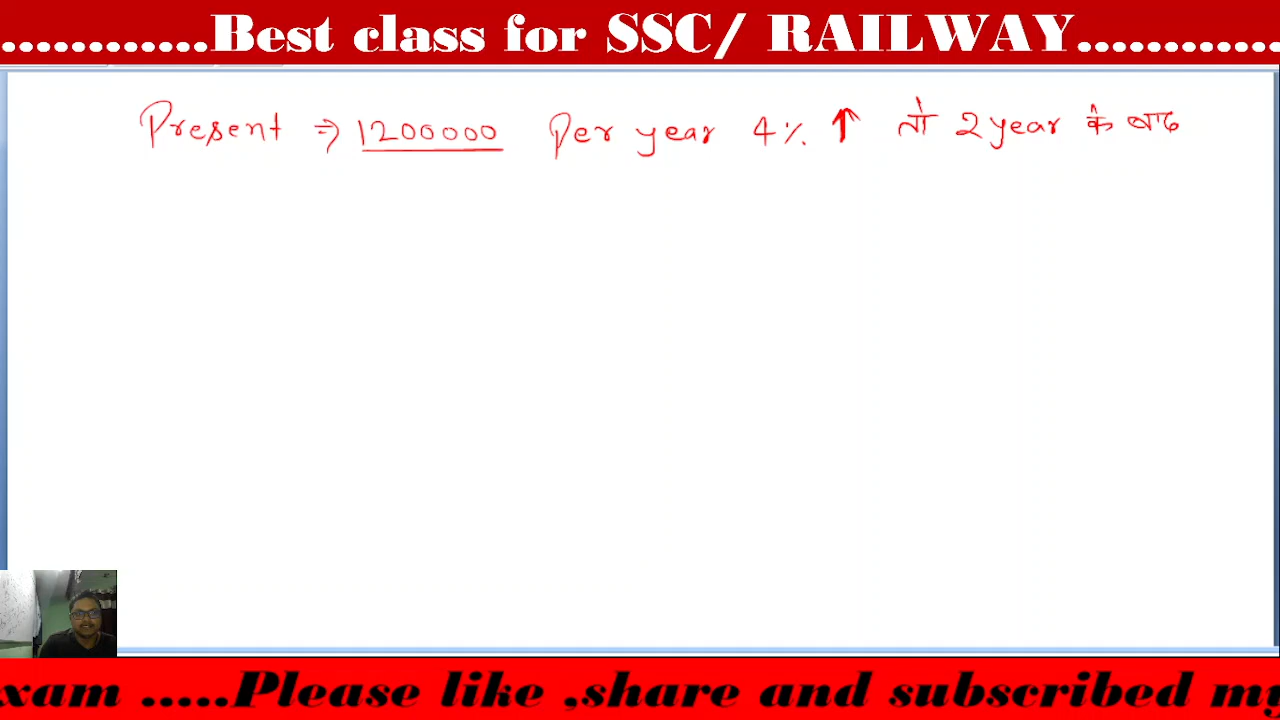 ............Best class for SSC/ RAILWAY............
Present ⇒ 1200000 Per year 4% ↑ तो 2 year के बाद
xam .....Please like ,share and subscribed my